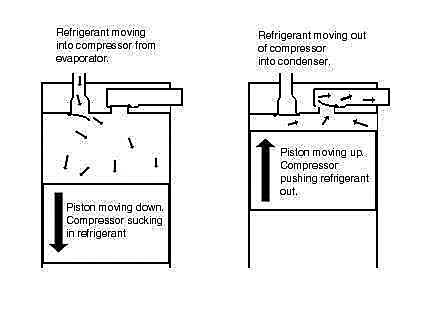 Refrigerant moving
into compressor from
evaporator.
Refrigerant moving out
of compressor
into condenser.
Piston moving down.
Compressor sucking
in refrigerant
Piston moving up.
Compressor
pushing refrigerant
out.